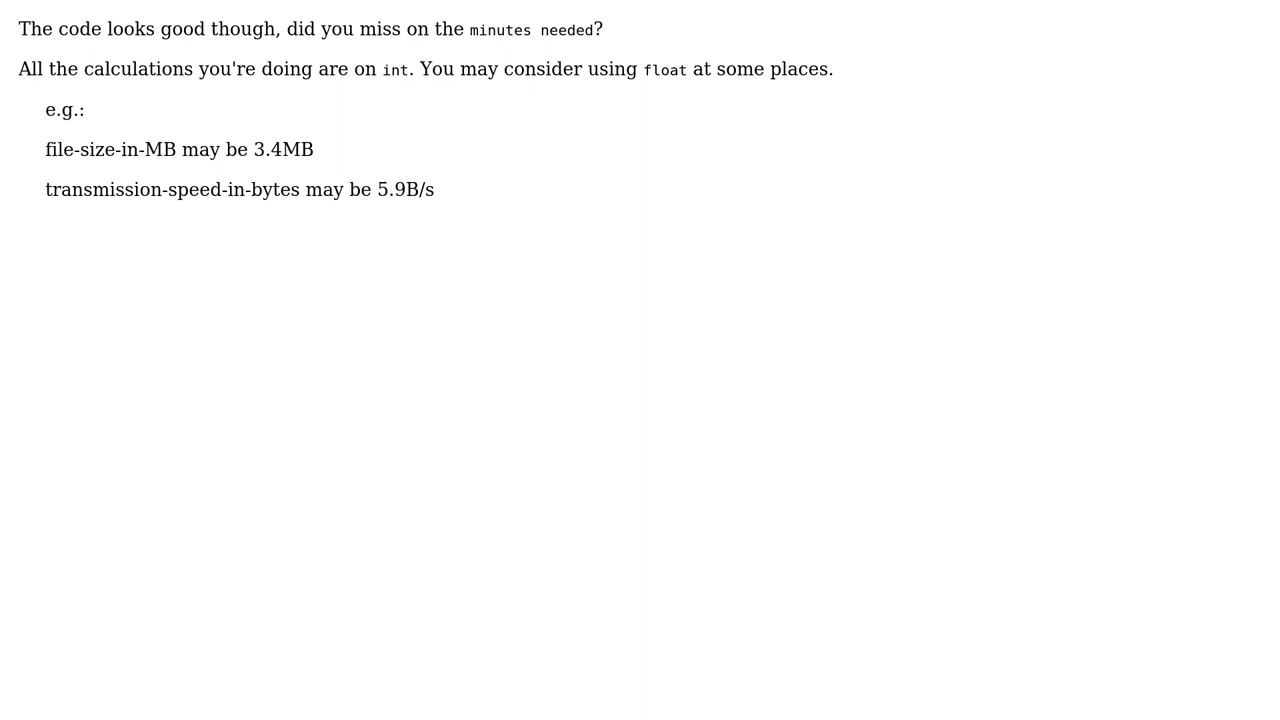 The code looks good though, did you miss on the minutes needed?
All the calculations you're doing are on int. You may consider using float at some places.
e.g.:
file-size-in-MB may be 3.4MB
transmission-speed-in-bytes may be 5.9B/s